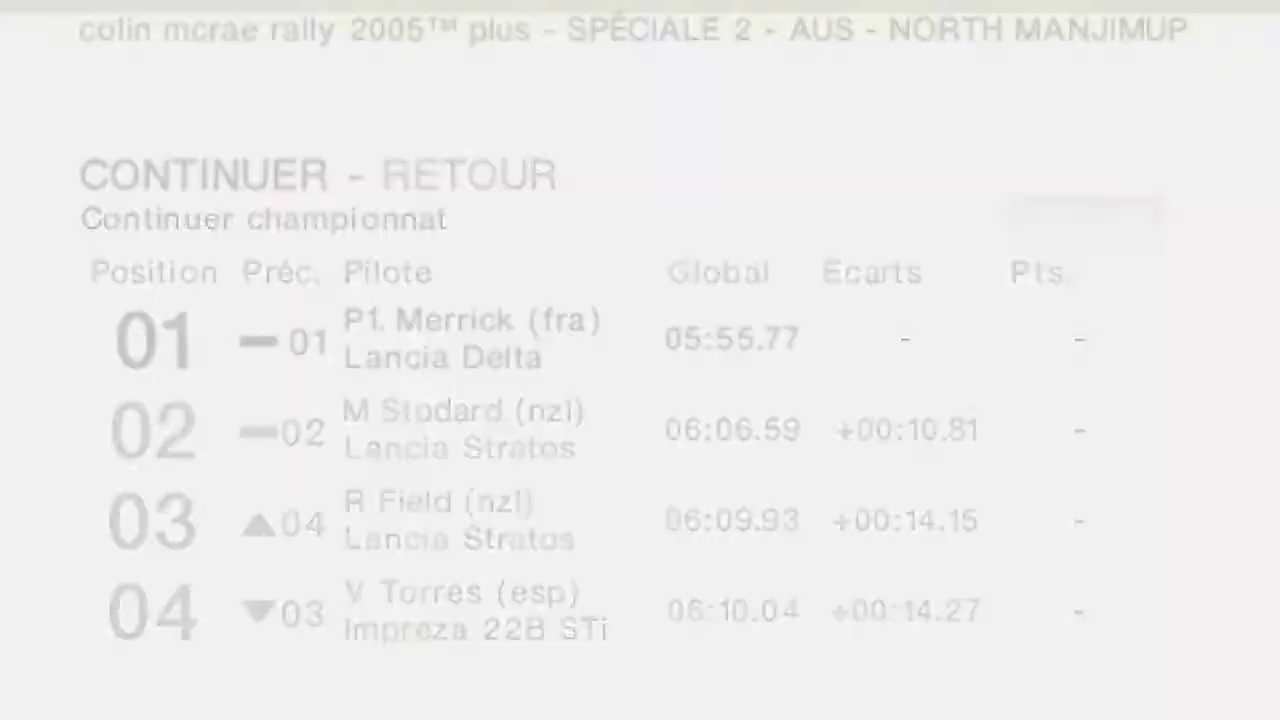 colin mcrae rally 2005™ plus - SPÉCIALE 2 - AUS - NORTH MANJIMUP
CONTINUER - RETOUR
Continuer championnat
Position Préc. Pilote Global Ecarts Pts.
01 01 P1. Merrick (fra) 05:55.77 - -
Lancia Delta
02 02 M Stodard (nzl) 06:06.59 +00:10.81 -
Lancia Stratos
03 04 R Field (nzl) 06:09.93 +00:14.15 -
Lancia Stratos
04 03 V Torres (esp) 06:10.04 +00:14.27 -
Impreza 22B STi